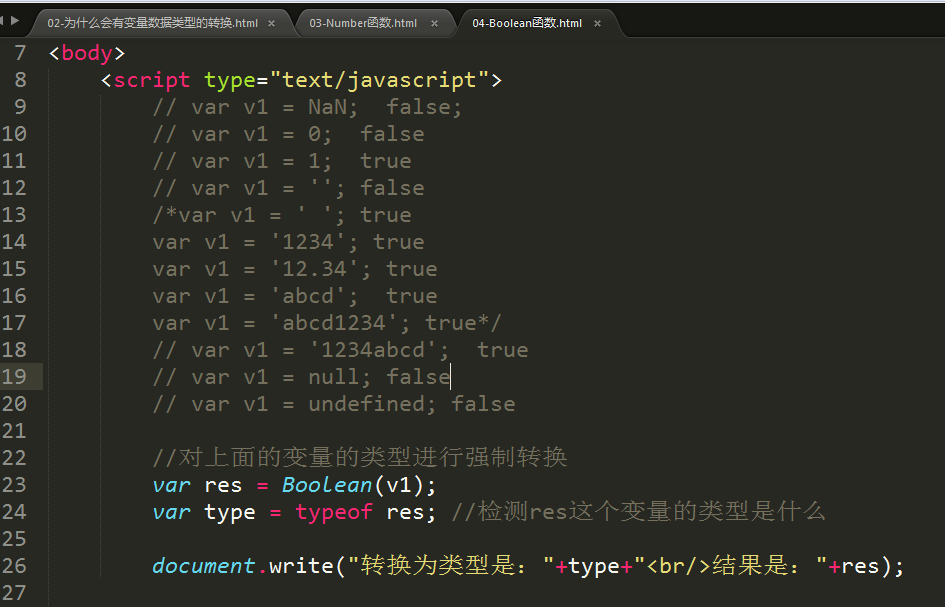 02-为什么会有变量数据类型的转换.html × 03-Number函数.html × 04-Boolean函数.html ×
7 <body>
8 <script type="text/javascript">
9 // var v1 = NaN;  false;
10 // var v1 = 0;  false
11 // var v1 = 1;  true
12 // var v1 = ''; false
13 /*var v1 = ' '; true
14 var v1 = '1234'; true
15 var v1 = '12.34'; true
16 var v1 = 'abcd';  true
17 var v1 = 'abcd1234'; true*/
18 // var v1 = '1234abcd';  true
19 // var v1 = null; false
20 // var v1 = undefined; false
21
22 //对上面的变量的类型进行强制转换
23 var res = Boolean(v1);
24 var type = typeof res; //检测res这个变量的类型是什么
25
26 document.write("转换为类型是："+type+"<br/>结果是："+res);
27